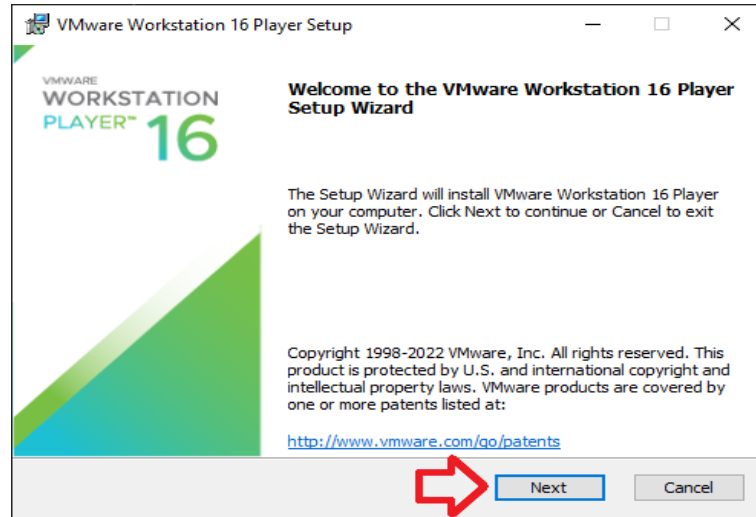 VMware Workstation 16 Player Setup
VMWARE
WORKSTATION
PLAYER™ 16
Welcome to the VMware Workstation 16 Player
Setup Wizard
The Setup Wizard will install VMware Workstation 16 Player
on your computer. Click Next to continue or Cancel to exit
the Setup Wizard.
Copyright 1998-2022 VMware, Inc. All rights reserved. This
product is protected by U.S. and international copyright and
intellectual property laws. VMware products are covered by
one or more patents listed at:
http://www.vmware.com/go/patents
Next
Cancel